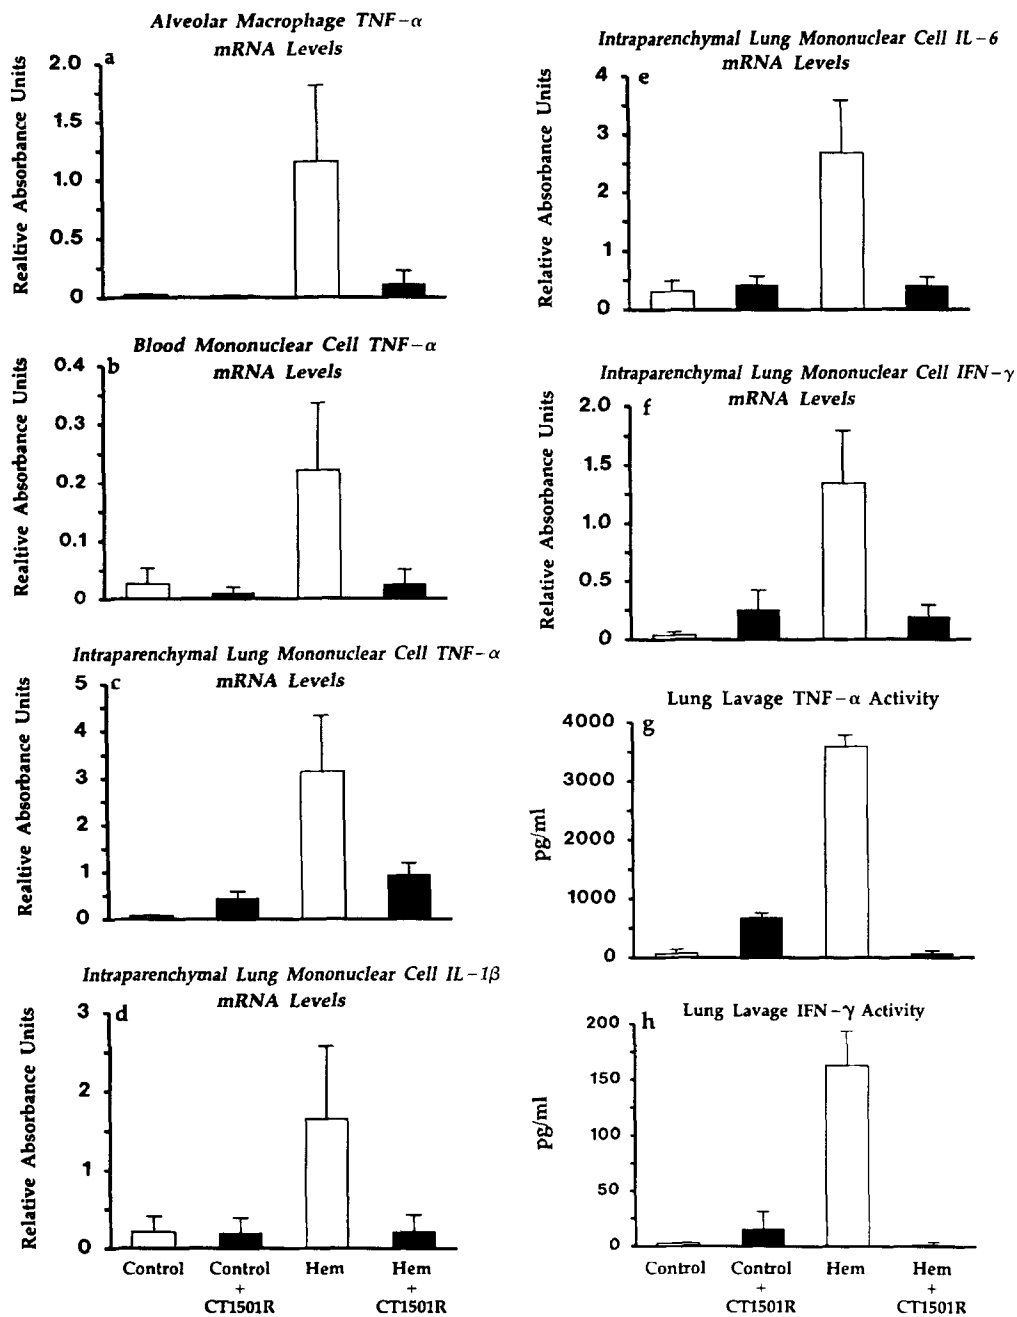 Alveolar Macrophage TNF-α
mRNA Levels
a
Realtive Absorbance Units
2.0
1.5
1.0
0.5
0
Blood Mononuclear Cell TNF-α
mRNA Levels
b
Realtive Absorbance Units
0.4
0.3
0.2
0.1
0
Intraparenchymal Lung Mononuclear Cell TNF-α
mRNA Levels
c
Realtive Absorbance Units
5
4
3
2
1
0
Intraparenchymal Lung Mononuclear Cell IL-1β
mRNA Levels
d
Relative Absorbance Units
3
2
1
0
Control
Control
+
CT1501R
Hem
Hem
+
CT1501R
Intraparenchymal Lung Mononuclear Cell IL-6
mRNA Levels
e
Relative Absorbance Units
4
3
2
1
0
Intraparenchymal Lung Mononuclear Cell IFN-γ
mRNA Levels
f
Relative Absorbance Units
2.0
1.5
1.0
0.5
0
Lung Lavage TNF-α Activity
g
pg/ml
4000
3000
2000
1000
0
Lung Lavage IFN-γ Activity
h
pg/ml
200
150
100
50
0
Control
Control
+
CT1501R
Hem
Hem
+
CT1501R